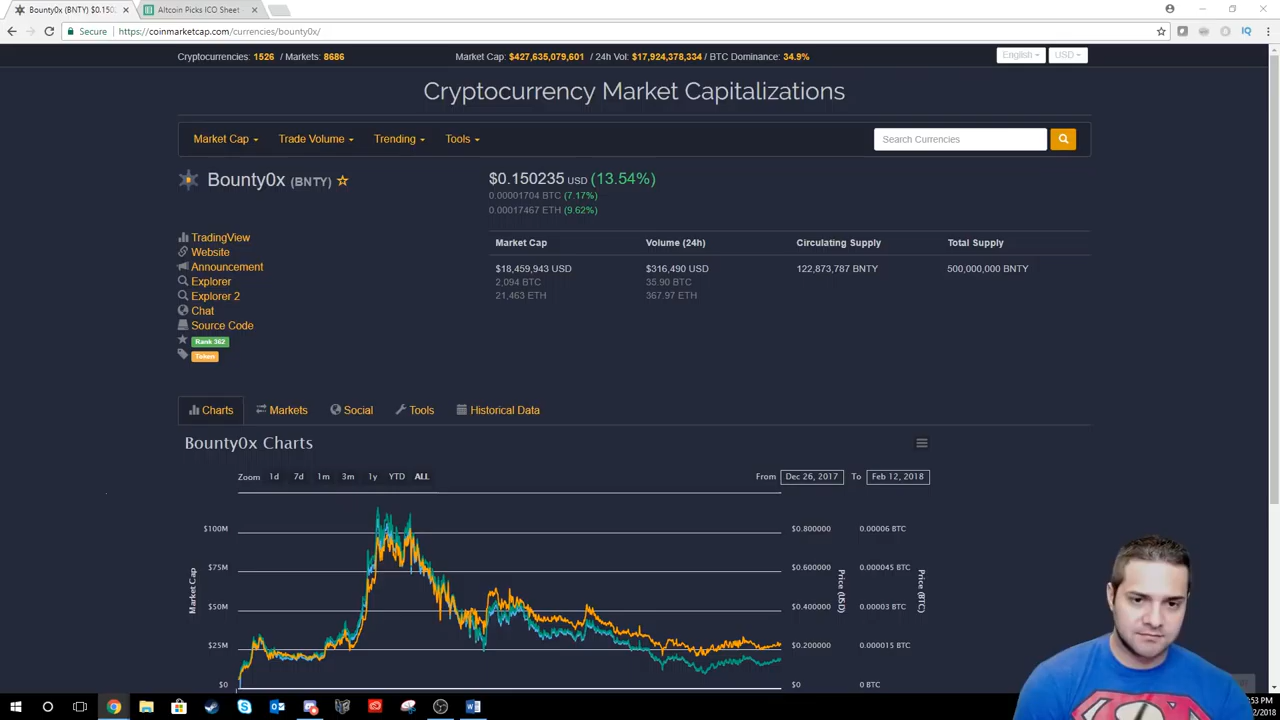 Bounty0x (BNTY) $0.150
Altcoin Picks ICO Sheet
Secure https://coinmarketcap.com/currencies/bounty0x/
Cryptocurrencies: 1526 / Markets: 8686
Market Cap: $427,635,079,601 / 24h Vol: $17,924,378,334 / BTC Dominance: 34.9%
English USD
Cryptocurrency Market Capitalizations
Market Cap Trade Volume Trending Tools
Search Currencies
Bounty0x (BNTY)
$0.150235 USD (13.54%)
0.00001704 BTC (7.17%)
0.00017467 ETH (9.62%)
TradingView
Website
Announcement
Explorer
Explorer 2
Chat
Source Code
Rank 362
Token
Market Cap Volume (24h) Circulating Supply Total Supply
$18,459,943 USD $316,490 USD 122,873,787 BNTY 500,000,000 BNTY
2,094 BTC 35.90 BTC
21,463 ETH 367.97 ETH
Charts Markets Social Tools Historical Data
Bounty0x Charts
Zoom 1d 7d 1m 3m 1y YTD ALL
From Dec 26, 2017 To Feb 12, 2018
$100M $0.800000 0.00006 BTC
$75M $0.600000 0.000045 BTC
$50M $0.400000 0.00003 BTC
$25M $0.200000 0.000015 BTC
$0 $0 0 BTC
Market Cap
Price (USD)
Price (BTC)
:53 PM
2/2018